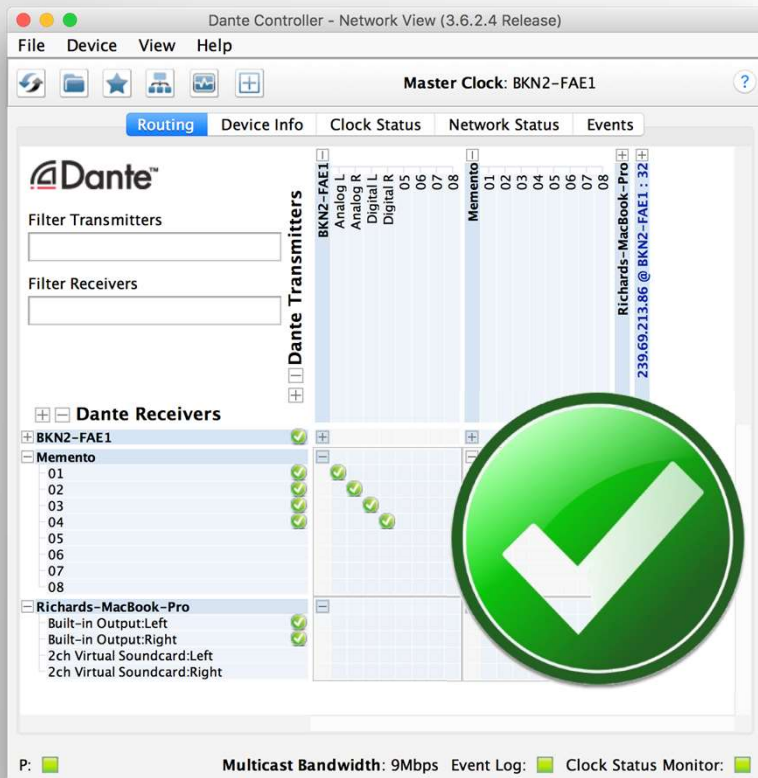 Dante Controller - Network View (3.6.2.4 Release)
File Device View Help
Master Clock: BKN2-FAE1
?
Routing Device Info Clock Status Network Status Events
Dante™
Filter Transmitters
Filter Receivers
Dante Transmitters
BKN2-FAE1
Analog L
Analog R
Digital L
Digital R
05
06
07
08
Memento
01
02
03
04
05
06
07
08
Richards-MacBook-Pro
239.69.213.86 @ BKN2-FAE1 : 32
Dante Receivers
BKN2-FAE1
Memento
01
02
03
04
05
06
07
08
Richards-MacBook-Pro
Built-in Output:Left
Built-in Output:Right
2ch Virtual Soundcard:Left
2ch Virtual Soundcard:Right
P: Multicast Bandwidth: 9Mbps Event Log: Clock Status Monitor: